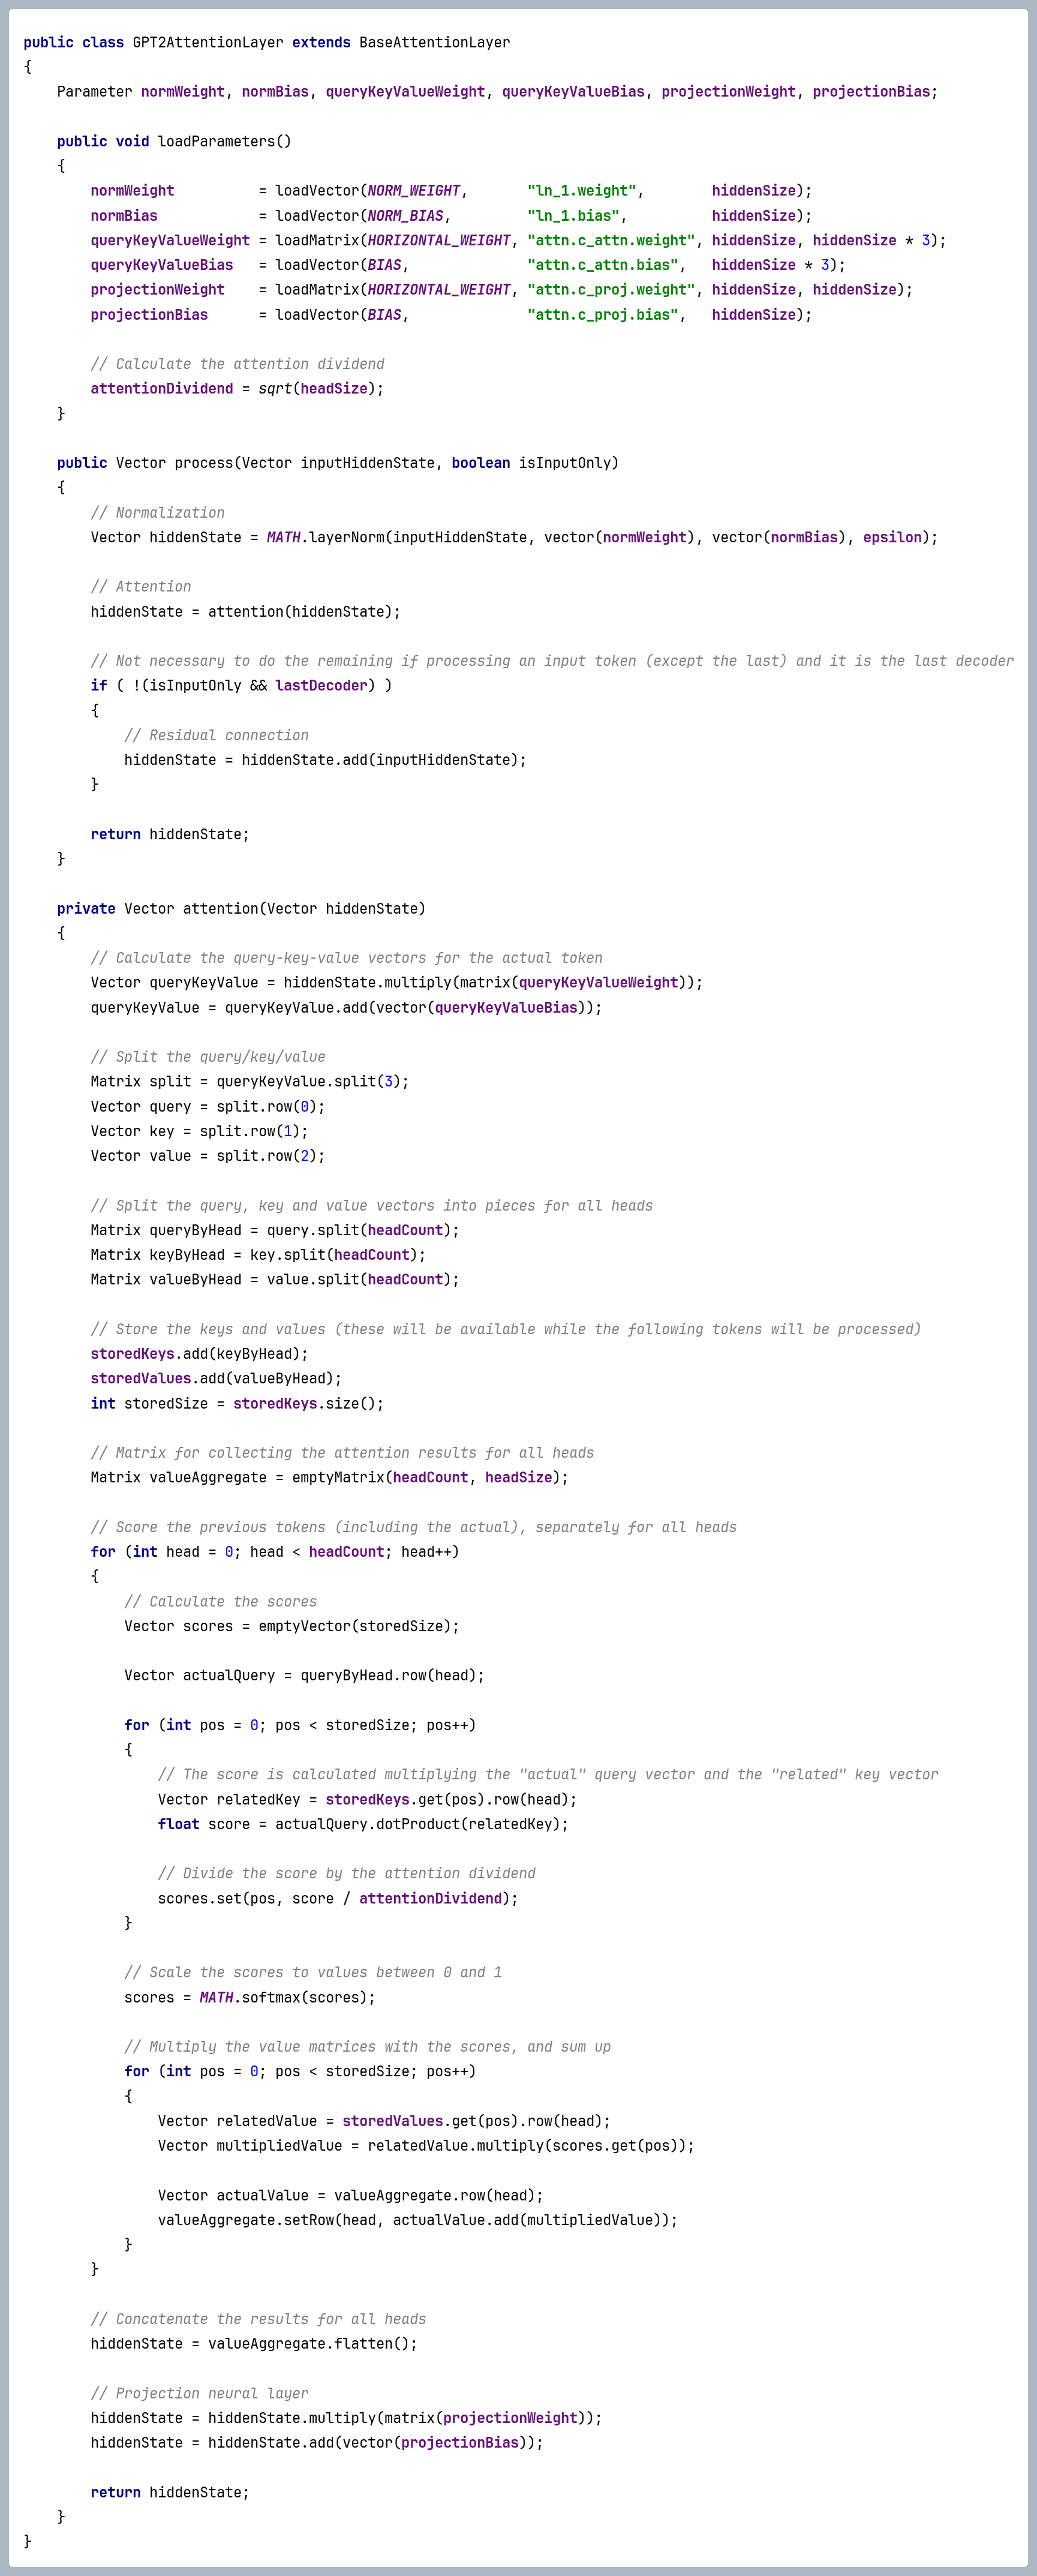 public class GPT2AttentionLayer extends BaseAttentionLayer
{
    Parameter normWeight, normBias, queryKeyValueWeight, queryKeyValueBias, projectionWeight, projectionBias;

    public void loadParameters()
    {
        normWeight          = loadVector(NORM_WEIGHT,       "ln_1.weight",        hiddenSize);
        normBias            = loadVector(NORM_BIAS,         "ln_1.bias",          hiddenSize);
        queryKeyValueWeight = loadMatrix(HORIZONTAL_WEIGHT, "attn.c_attn.weight", hiddenSize, hiddenSize * 3);
        queryKeyValueBias   = loadVector(BIAS,              "attn.c_attn.bias",   hiddenSize * 3);
        projectionWeight    = loadMatrix(HORIZONTAL_WEIGHT, "attn.c_proj.weight", hiddenSize, hiddenSize);
        projectionBias      = loadVector(BIAS,              "attn.c_proj.bias",   hiddenSize);

        // Calculate the attention dividend
        attentionDividend = sqrt(headSize);
    }

    public Vector process(Vector inputHiddenState, boolean isInputOnly)
    {
        // Normalization
        Vector hiddenState = MATH.layerNorm(inputHiddenState, vector(normWeight), vector(normBias), epsilon);

        // Attention
        hiddenState = attention(hiddenState);

        // Not necessary to do the remaining if processing an input token (except the last) and it is the last decoder
        if ( !(isInputOnly && lastDecoder) )
        {
            // Residual connection
            hiddenState = hiddenState.add(inputHiddenState);
        }

        return hiddenState;
    }

    private Vector attention(Vector hiddenState)
    {
        // Calculate the query-key-value vectors for the actual token
        Vector queryKeyValue = hiddenState.multiply(matrix(queryKeyValueWeight));
        queryKeyValue = queryKeyValue.add(vector(queryKeyValueBias));

        // Split the query/key/value
        Matrix split = queryKeyValue.split(3);
        Vector query = split.row(0);
        Vector key = split.row(1);
        Vector value = split.row(2);

        // Split the query, key and value vectors into pieces for all heads
        Matrix queryByHead = query.split(headCount);
        Matrix keyByHead = key.split(headCount);
        Matrix valueByHead = value.split(headCount);

        // Store the keys and values (these will be available while the following tokens will be processed)
        storedKeys.add(keyByHead);
        storedValues.add(valueByHead);
        int storedSize = storedKeys.size();

        // Matrix for collecting the attention results for all heads
        Matrix valueAggregate = emptyMatrix(headCount, headSize);

        // Score the previous tokens (including the actual), separately for all heads
        for (int head = 0; head < headCount; head++)
        {
            // Calculate the scores
            Vector scores = emptyVector(storedSize);

            Vector actualQuery = queryByHead.row(head);

            for (int pos = 0; pos < storedSize; pos++)
            {
                // The score is calculated multiplying the "actual" query vector and the "related" key vector
                Vector relatedKey = storedKeys.get(pos).row(head);
                float score = actualQuery.dotProduct(relatedKey);

                // Divide the score by the attention dividend
                scores.set(pos, score / attentionDividend);
            }

            // Scale the scores to values between 0 and 1
            scores = MATH.softmax(scores);

            // Multiply the value matrices with the scores, and sum up
            for (int pos = 0; pos < storedSize; pos++)
            {
                Vector relatedValue = storedValues.get(pos).row(head);
                Vector multipliedValue = relatedValue.multiply(scores.get(pos));

                Vector actualValue = valueAggregate.row(head);
                valueAggregate.setRow(head, actualValue.add(multipliedValue));
            }
        }

        // Concatenate the results for all heads
        hiddenState = valueAggregate.flatten();

        // Projection neural layer
        hiddenState = hiddenState.multiply(matrix(projectionWeight));
        hiddenState = hiddenState.add(vector(projectionBias));

        return hiddenState;
    }
}